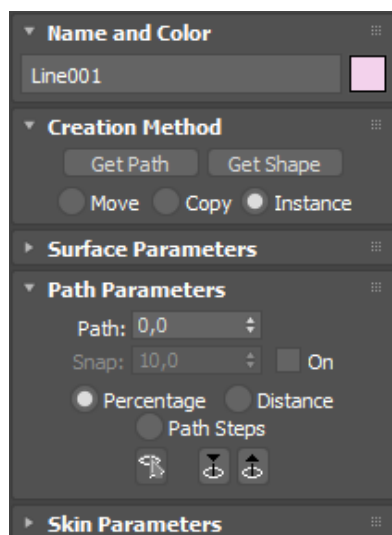 Name and Color
Line001
Creation Method
Get Path Get Shape
Move Copy Instance
Surface Parameters
Path Parameters
Path: 0,0
Snap: 10,0 On
Percentage Distance
Path Steps
Skin Parameters